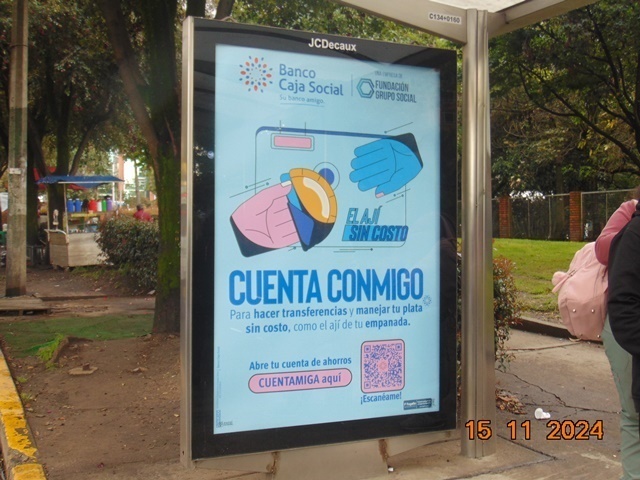 C134+0160
JCDecaux
Banco
Caja Social
Su banco amigo
FUNDACIÓN
GRUPO SOCIAL
EL AJÍ
SIN COSTO
CUENTA CONMIGO
Para hacer transferencias y manejar tu plata
sin costo, como el ají de tu empanada.
Abre tu cuenta de ahorros
CUENTAMIGA aquí
¡Escanéame!
15 11 2024